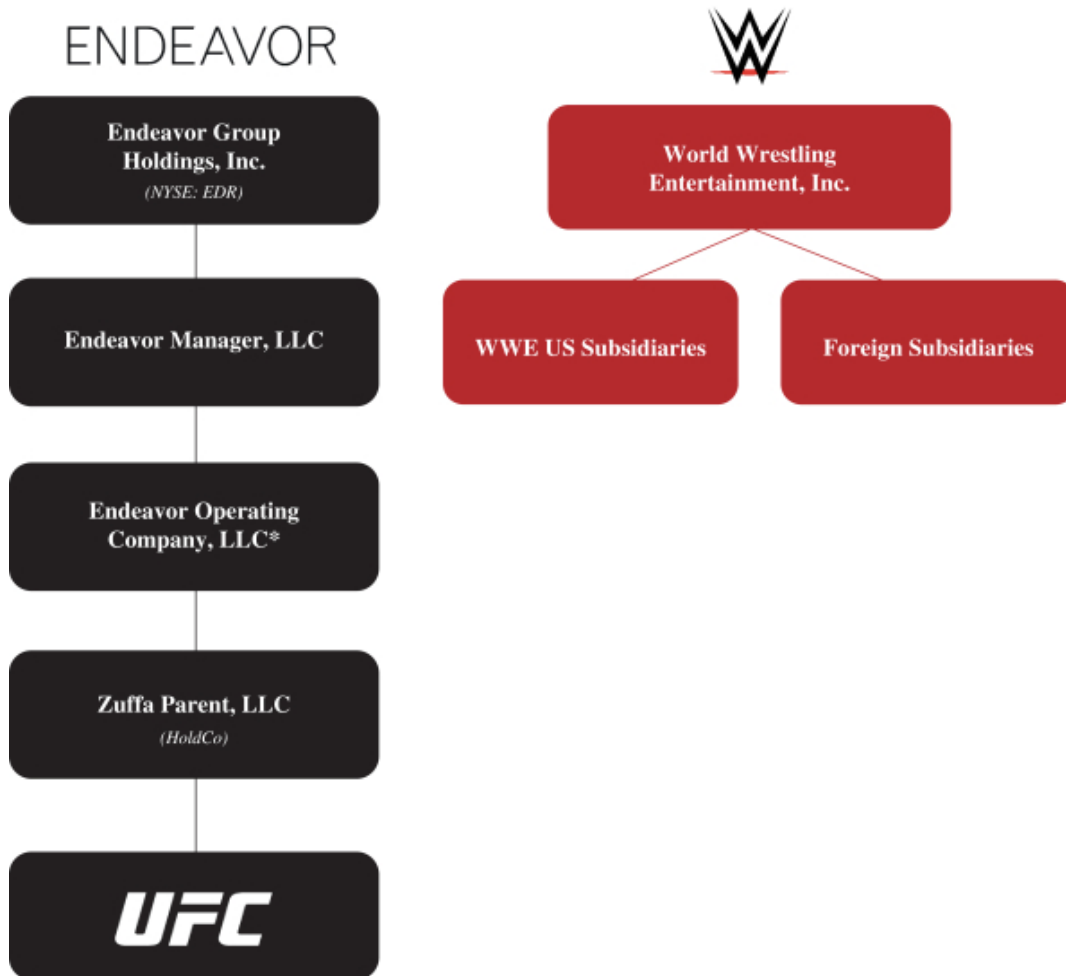 ENDEAVOR
Endeavor Group
Holdings, Inc.
(NYSE: EDR)
Endeavor Manager, LLC
Endeavor Operating
Company, LLC*
Zuffa Parent, LLC
(HoldCo)
UFC
W
World Wrestling
Entertainment, Inc.
WWE US Subsidiaries
Foreign Subsidiaries